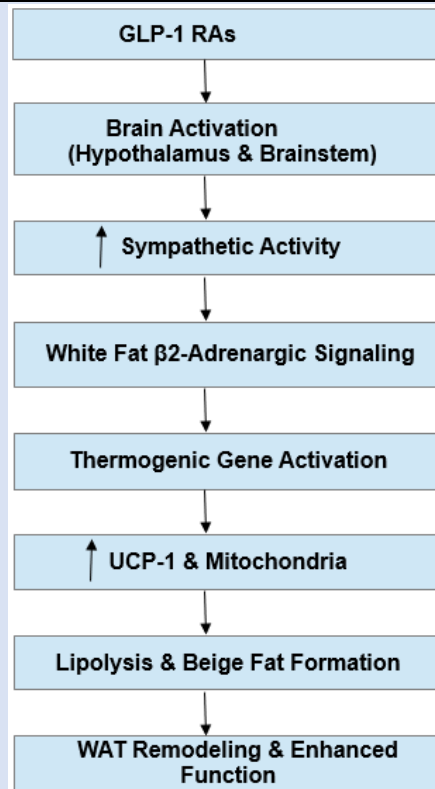 GLP-1 RAs
Brain Activation
(Hypothalamus & Brainstem)
↑ Sympathetic Activity
White Fat β2-Adrenargic Signaling
Thermogenic Gene Activation
↑ UCP-1 & Mitochondria
Lipolysis & Beige Fat Formation
WAT Remodeling & Enhanced
Function